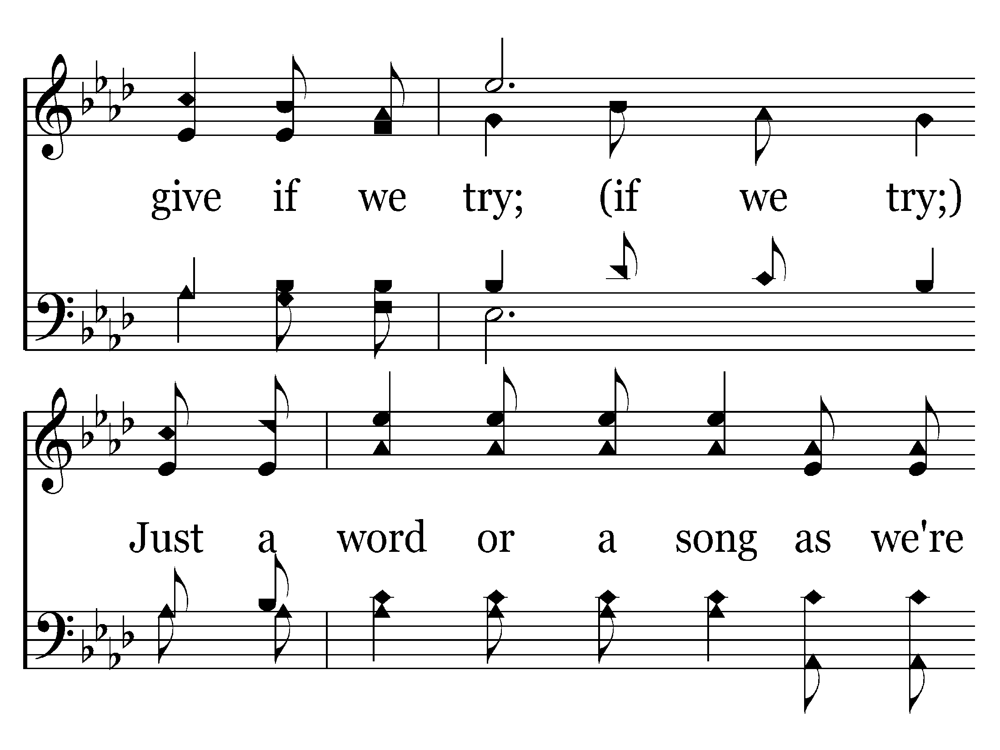 give if we try; (if we try;)
Just a word or a song as we're